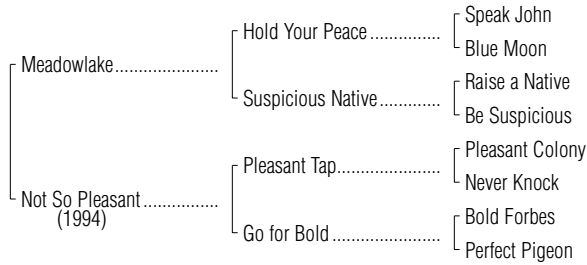 Speak John
Hold Your Peace ................
Blue Moon
Meadowlake......................
Raise a Native
Suspicious Native .............
Be Suspicious
Pleasant Colony
Pleasant Tap........................
Never Knock
Not So Pleasant ................
(1994)
Bold Forbes
Go for Bold ........................
Perfect Pigeon